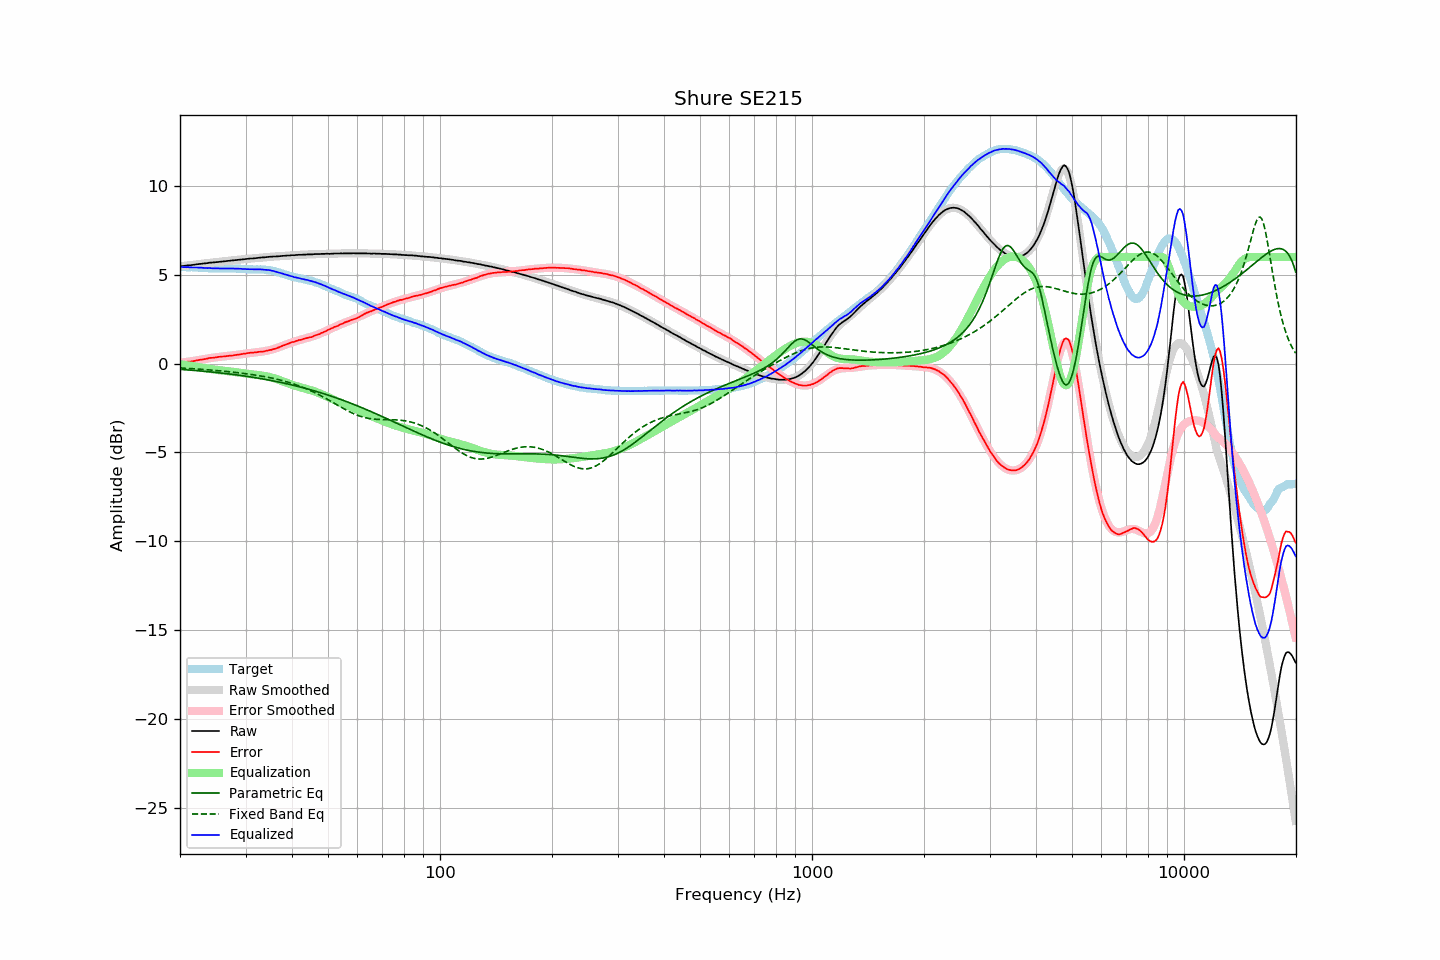 Shure SE215
Amplitude (dBr)
10
5
0
−5
−10
−15
−20
−25
Target
Raw Smoothed
Error Smoothed
Raw
Error
Equalization
Parametric Eq
Fixed Band Eq
Equalized
100
1000
10000
Frequency (Hz)